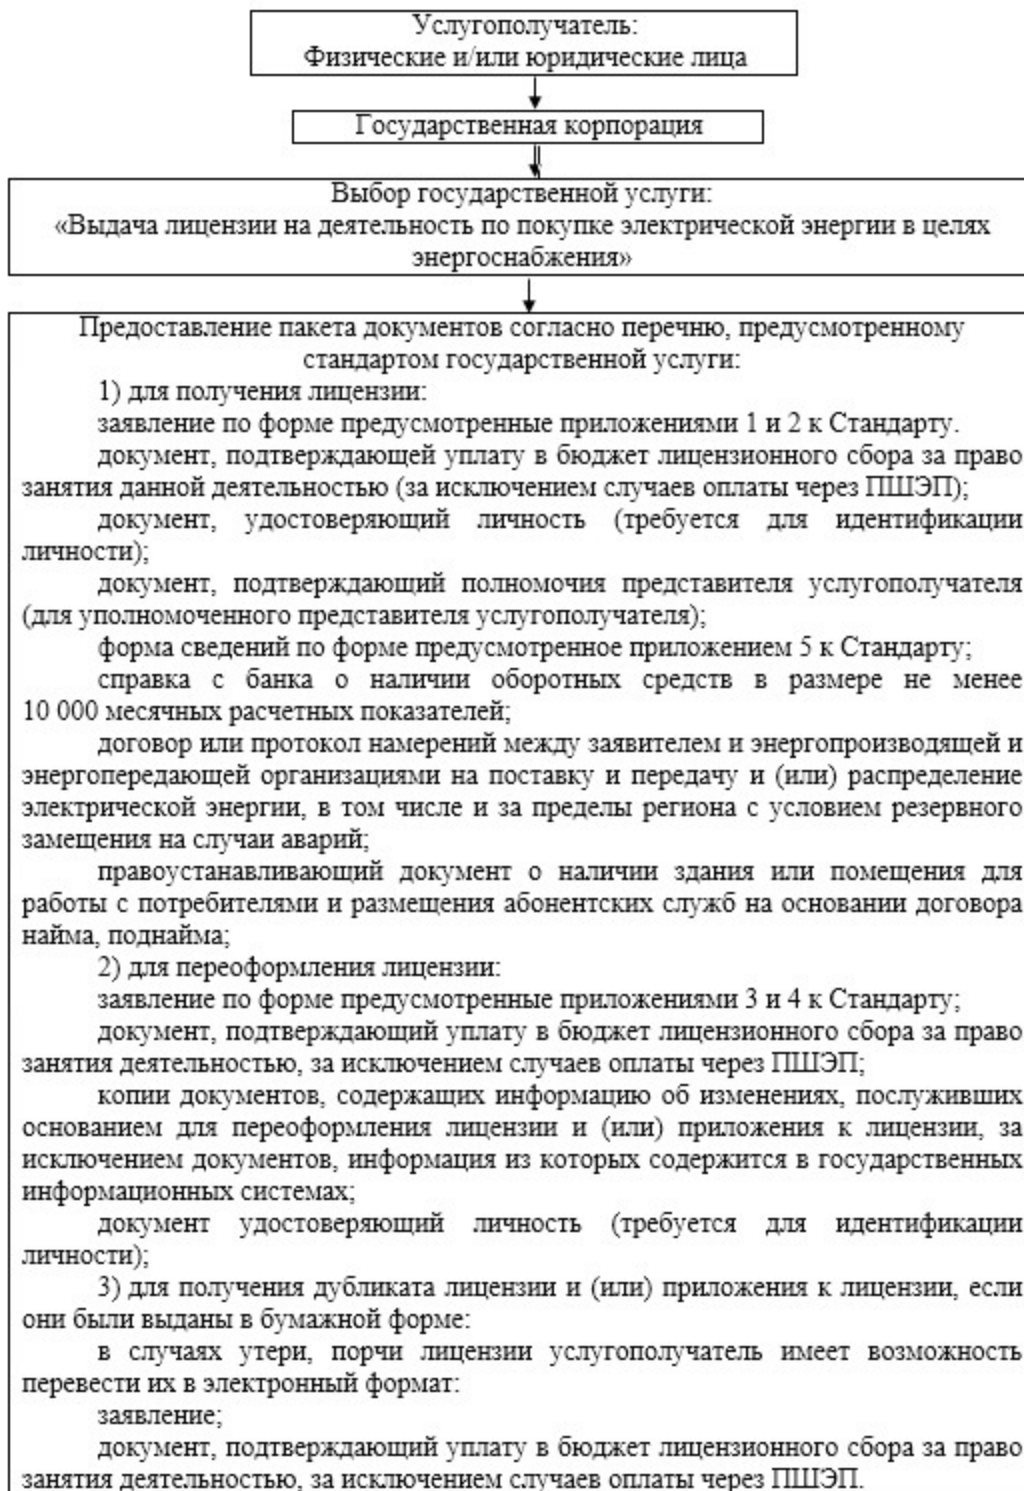 Услугополучатель:
Физические и/или юридические лица
Государственная корпорация
Выбор государственной услуги:
«Выдача лицензии на деятельность по покупке электрической энергии в целях
энергоснабжения»
Предоставление пакета документов согласно перечню, предусмотренному
стандартом государственной услуги:
1) для получения лицензии:
заявление по форме предусмотренные приложениями 1 и 2 к Стандарту.
документ, подтверждающей уплату в бюджет лицензионного сбора за право
занятия данной деятельностью (за исключением случаев оплаты через ПШЭП);
документ, удостоверяющий личность (требуется для идентификации
личности);
документ, подтверждающий полномочия представителя услугополучателя
(для уполномоченного представителя услугополучателя);
форма сведений по форме предусмотренное приложением 5 к Стандарту;
справка с банка о наличии оборотных средств в размере не менее
10 000 месячных расчетных показателей;
договор или протокол намерений между заявителем и энергопроизводящей и
энергопередающей организациями на поставку и передачу и (или) распределение
электрической энергии, в том числе и за пределы региона с условием резервного
замещения на случаи аварий;
правоустанавливающий документ о наличии здания или помещения для
работы с потребителями и размещения абонентских служб на основании договора
найма, поднайма;
2) для переоформления лицензии:
заявление по форме предусмотренные приложениями 3 и 4 к Стандарту;
документ, подтверждающий уплату в бюджет лицензионного сбора за право
занятия деятельностью, за исключением случаев оплаты через ПШЭП;
копии документов, содержащих информацию об изменениях, послуживших
основанием для переоформления лицензии и (или) приложения к лицензии, за
исключением документов, информация из которых содержится в государственных
информационных системах;
документ удостоверяющий личность (требуется для идентификации
личности);
3) для получения дубликата лицензии и (или) приложения к лицензии, если
они были выданы в бумажной форме:
в случаях утери, порчи лицензии услугополучатель имеет возможность
перевести их в электронный формат:
заявление;
документ, подтверждающий уплату в бюджет лицензионного сбора за право
занятия деятельностью, за исключением случаев оплаты через ПШЭП.